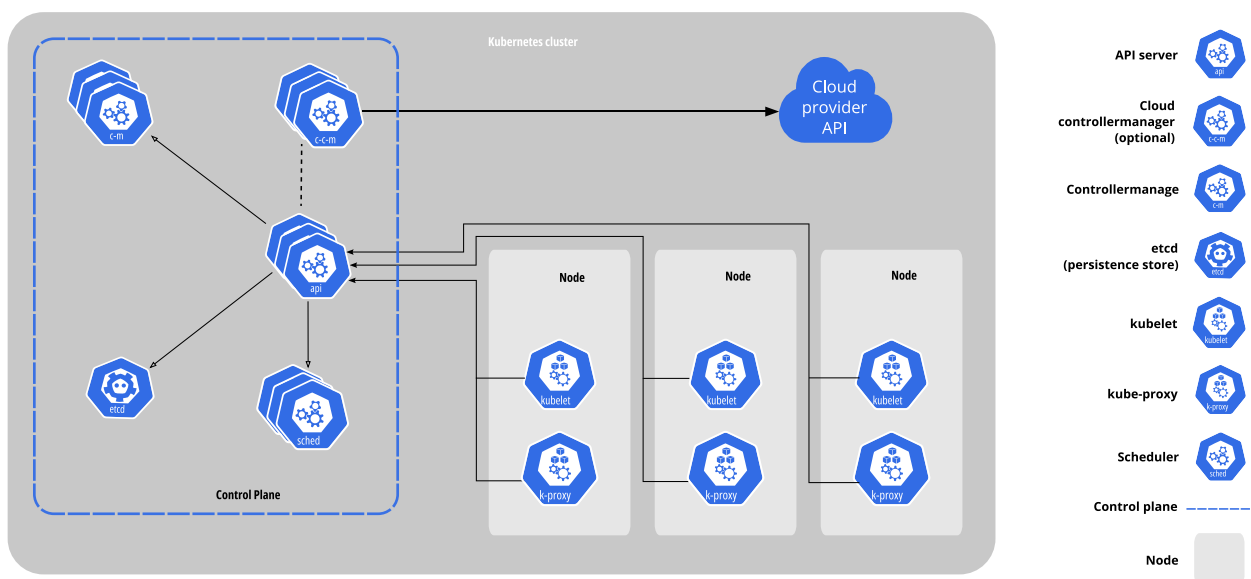 Kubernetes cluster
c-m
c-c-m
Cloud
provider
API
api
etcd
sched
Control Plane
Node
Node
Node
kubelet
kubelet
kubelet
k-proxy
k-proxy
k-proxy
API server
api
Cloud
controllermanager
(optional)
c-c-m
Controllermanage
c-m
etcd
(persistence store)
etcd
kubelet
kubelet
kube-proxy
k-proxy
Scheduler
sched
Control plane
Node